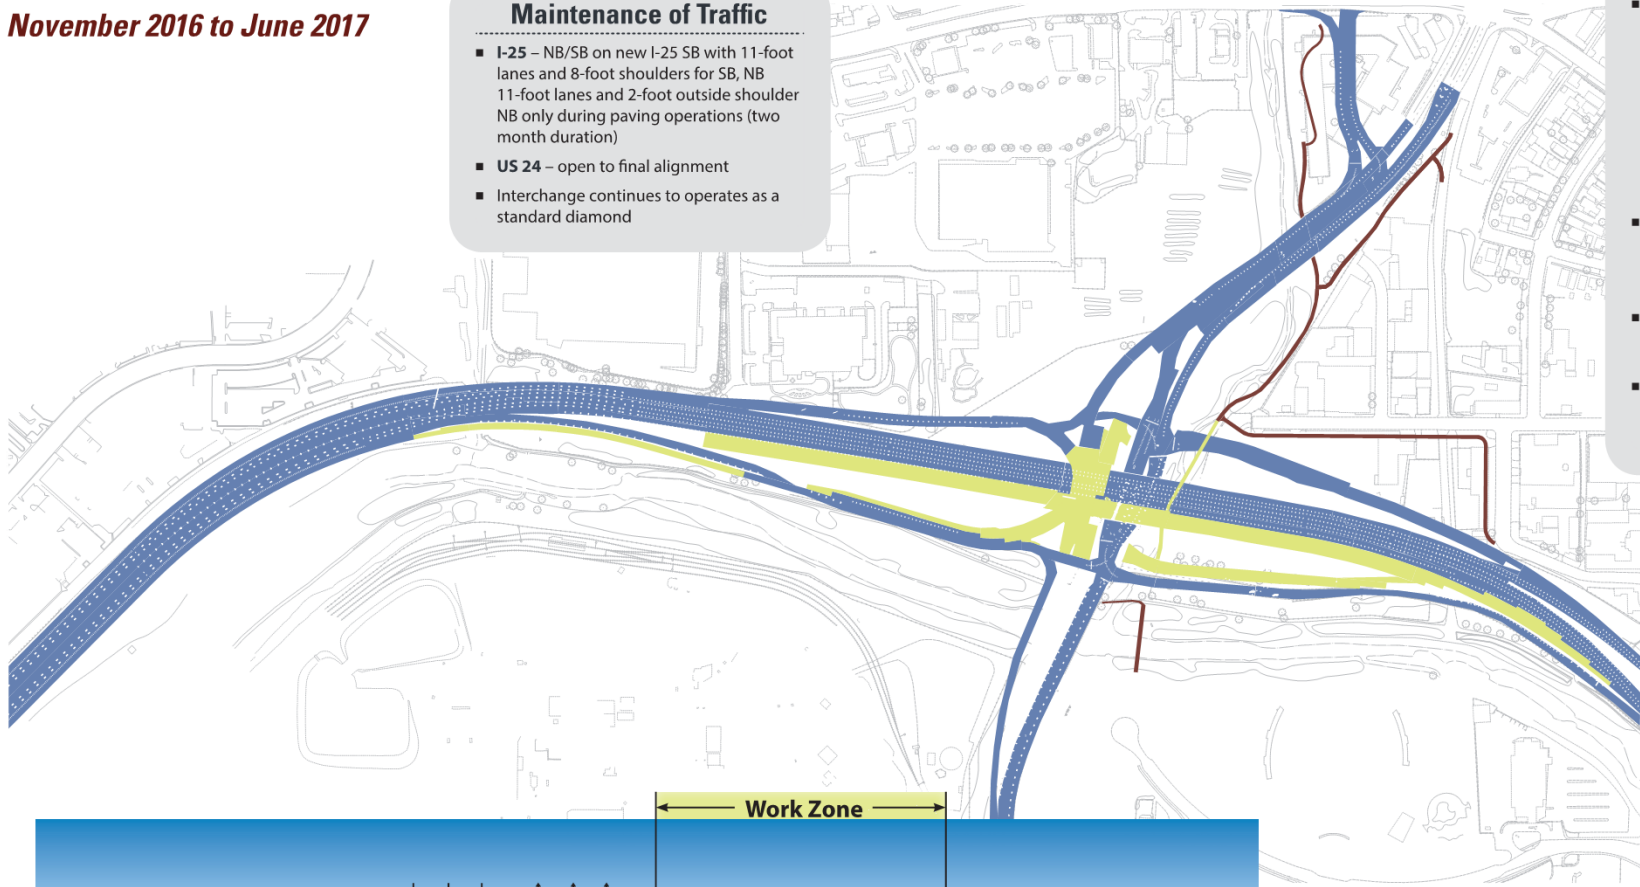 November 2016 to June 2017
Maintenance of Traffic
▪ I-25 – NB/SB on new I-25 SB with 11-foot
lanes and 8-foot shoulders for SB, NB
11-foot lanes and 2-foot outside shoulder
NB only during paving operations (two
month duration)
▪ US 24 – open to final alignment
▪ Interchange continues to operates as a
standard diamond
Work Zone